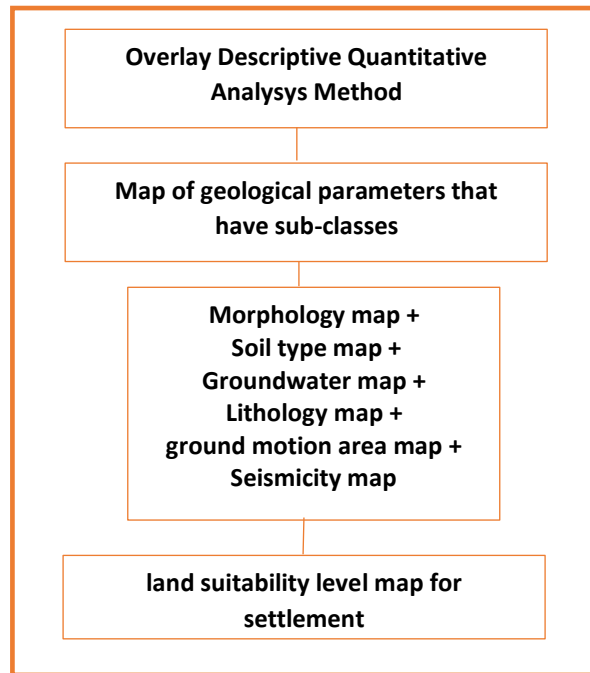 Overlay Descriptive Quantitative
Analysys Method
Map of geological parameters that
have sub-classes
Morphology map +
Soil type map +
Groundwater map +
Lithology map +
ground motion area map +
Seismicity map
land suitability level map for
settlement